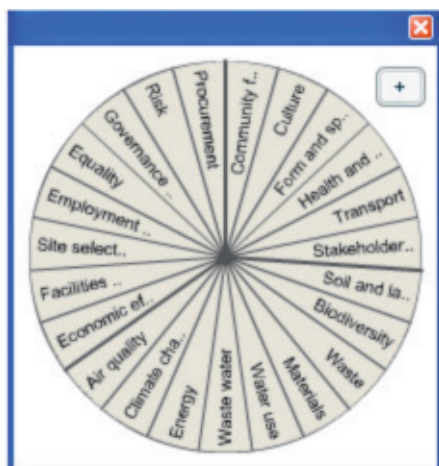 +
Community f..
Culture
Form and sp..
Health and ..
Transport
Stakeholder..
Soil and la..
Biodiversity
Waste
Materials
Water use
Waste water
Energy
Climate cha..
Air quality
Economic ef..
Facilities ..
Site select..
Employment ..
Equality
Governance ..
Risk
Procurement